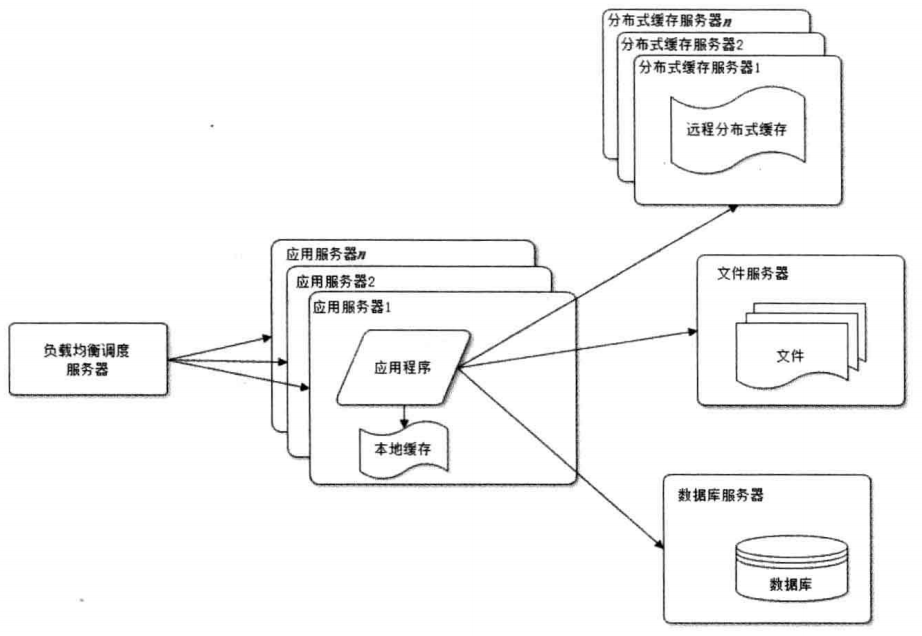 分布式缓存服务器n
分布式缓存服务器2
分布式缓存服务器1
远程分布式缓存
应用服务器n
应用服务器2
应用服务器1
应用程序
本地缓存
负载均衡调度
服务器
文件服务器
文件
数据库服务器
数据库